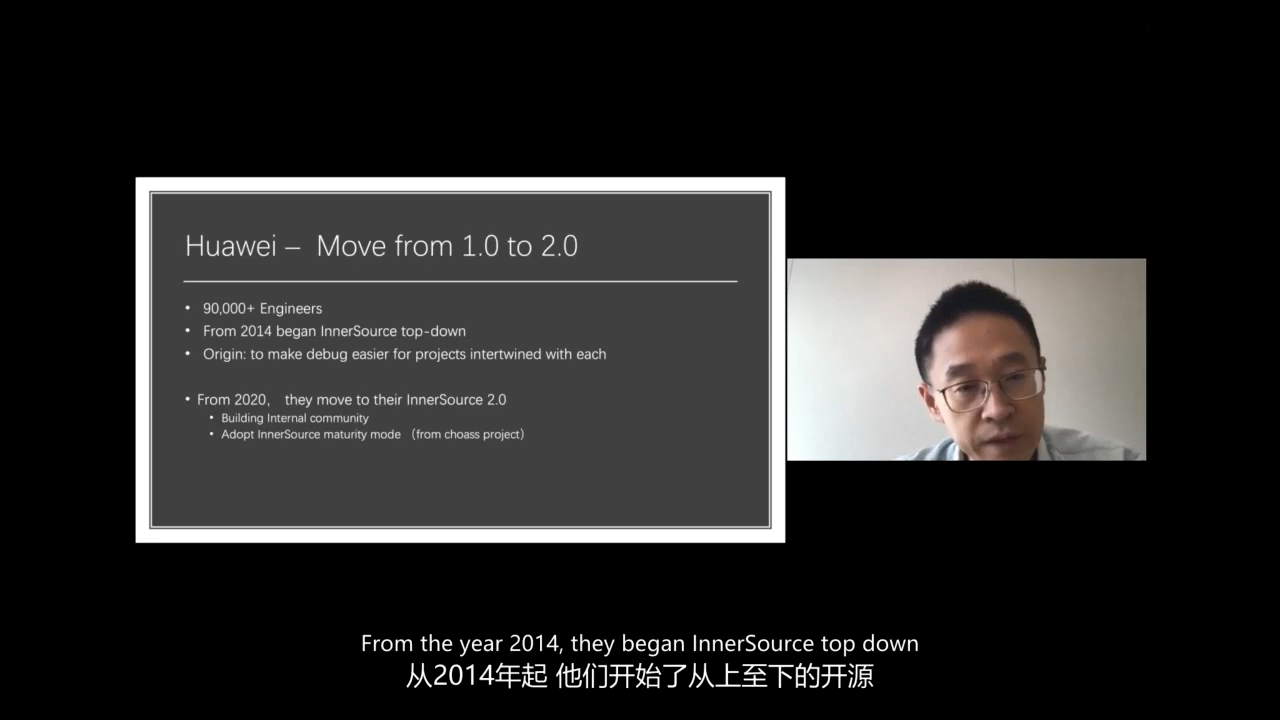 Huawei – Move from 1.0 to 2.0
• 90,000+ Engineers
• From 2014 began InnerSource top-down
• Origin: to make debug easier for projects intertwined with each
• From 2020， they move to their InnerSource 2.0
• Building Internal community
• Adopt InnerSource maturity mode （from choass project）
From the year 2014, they began InnerSource top down
从2014年起 他们开始了从上至下的开源